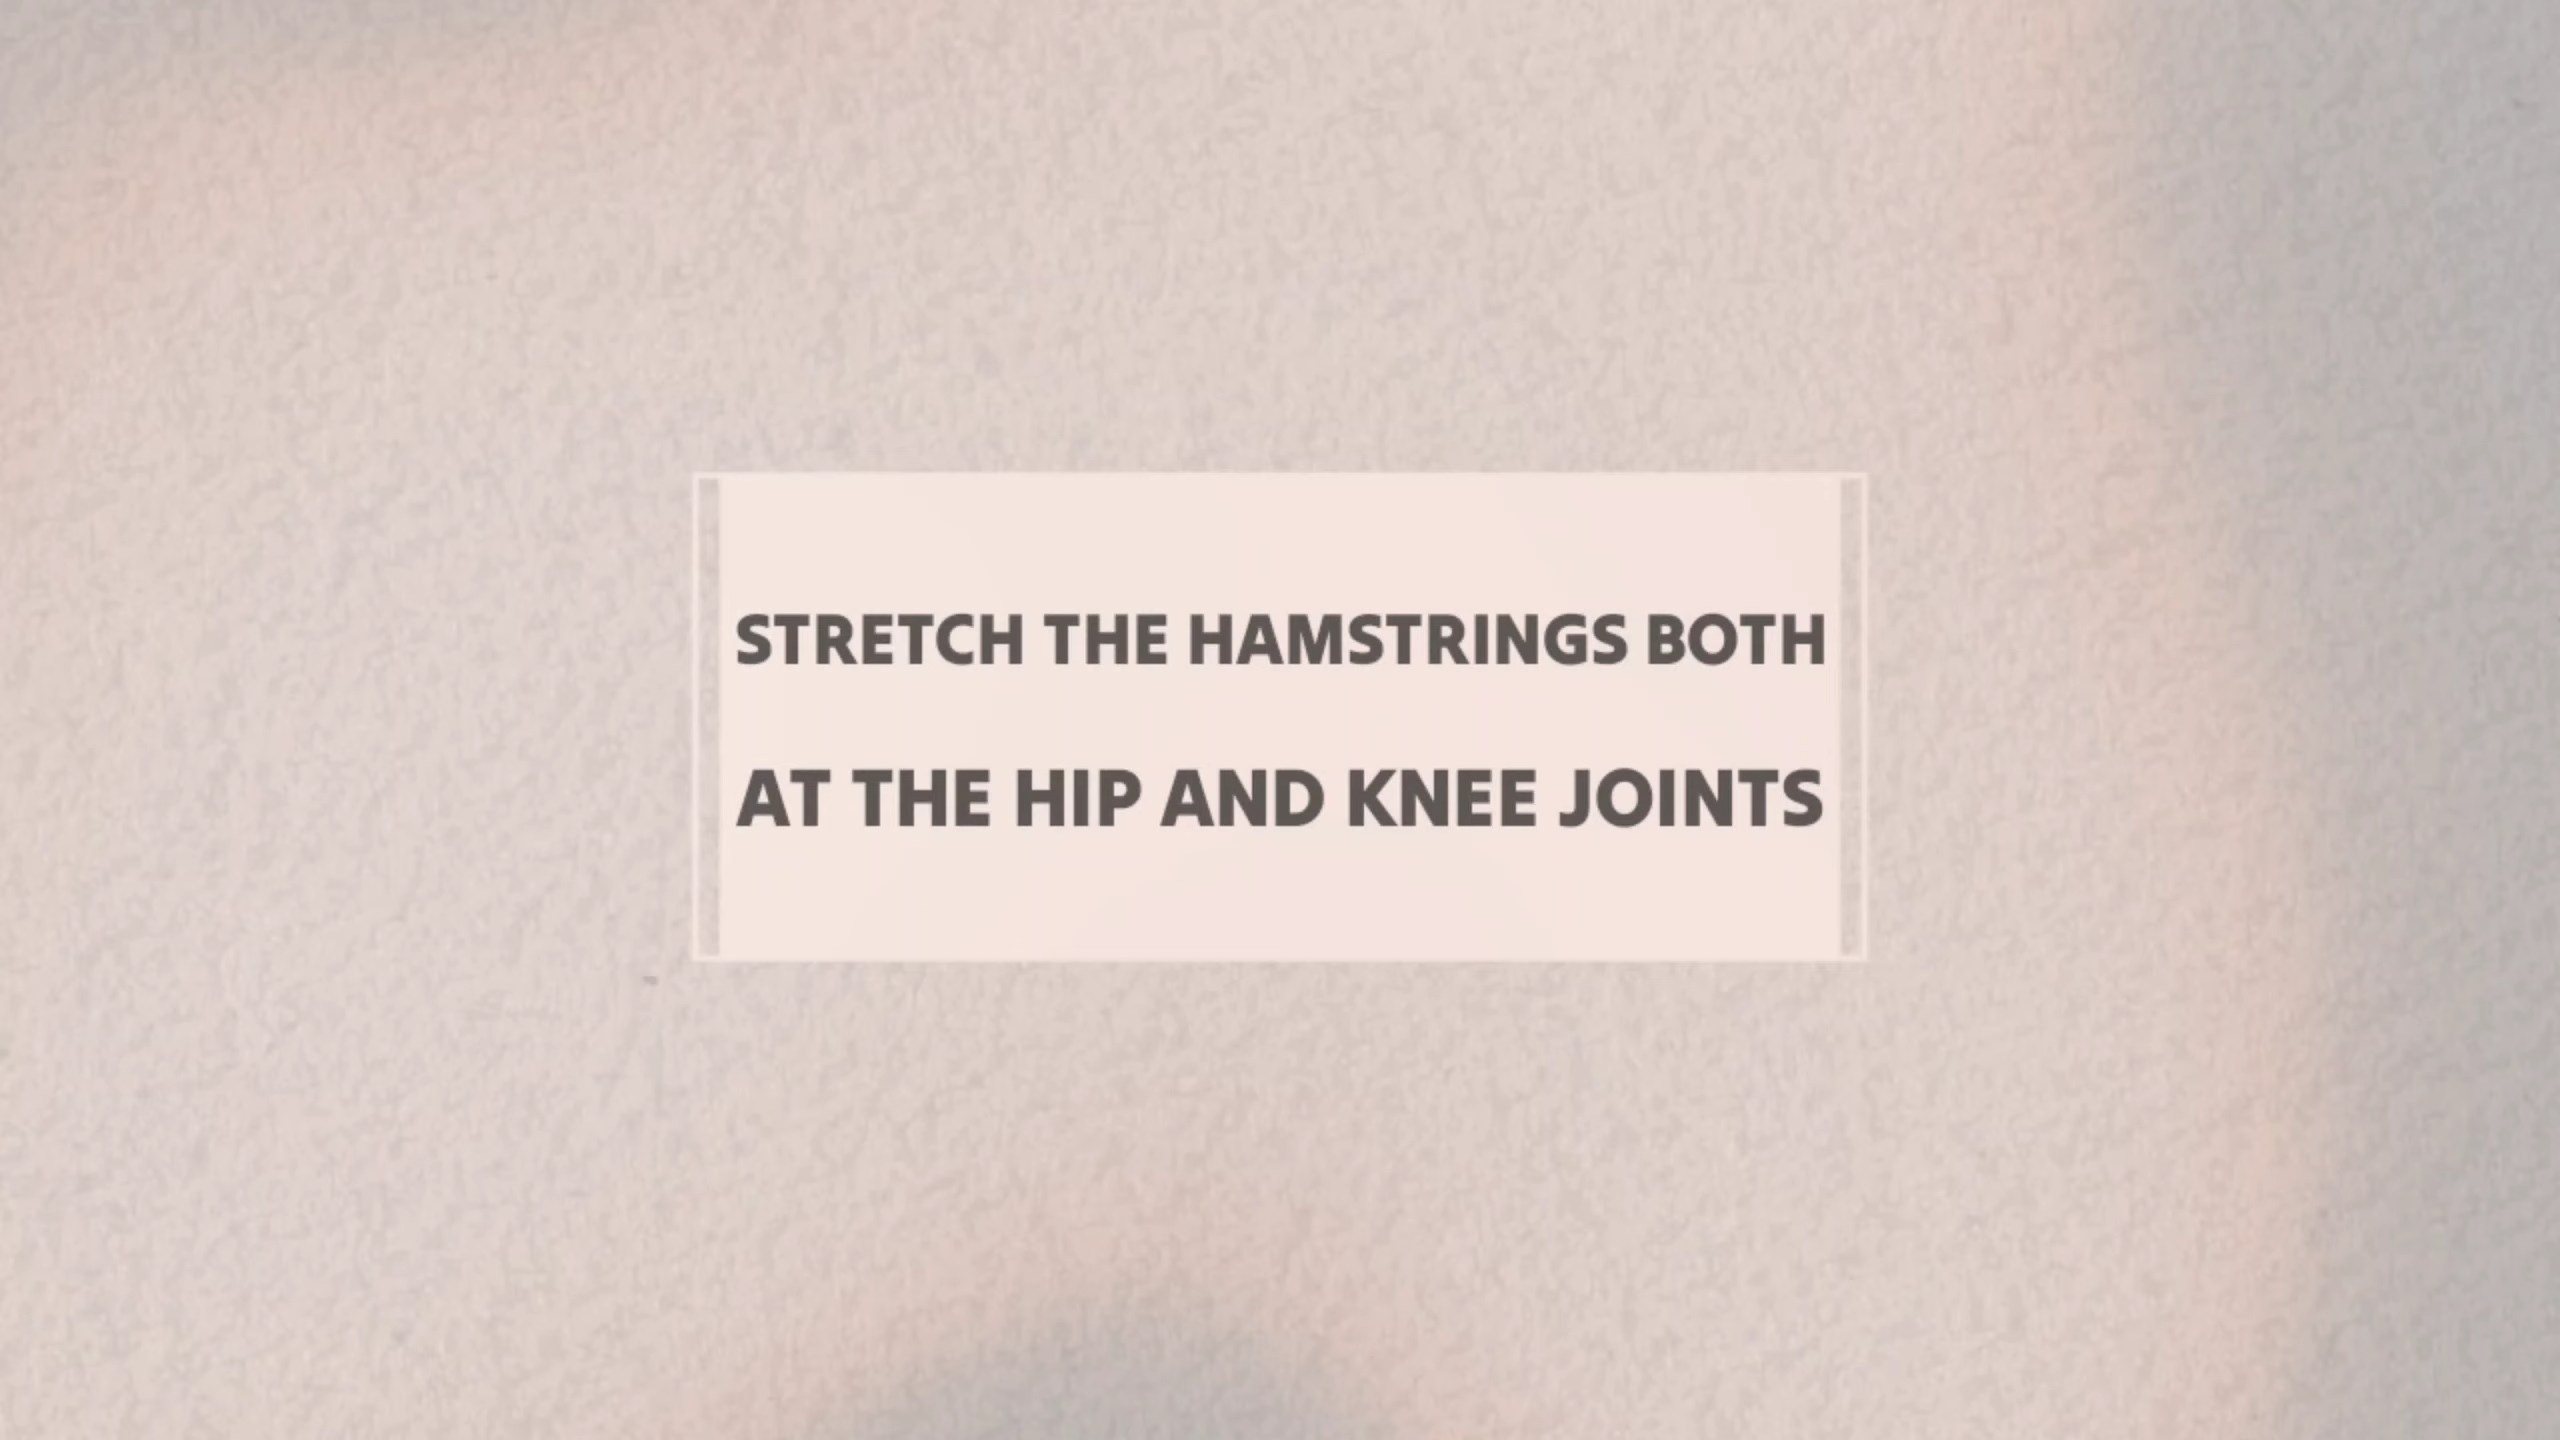 STRETCH THE HAMSTRINGS BOTH
AT THE HIP AND KNEE JOINTS